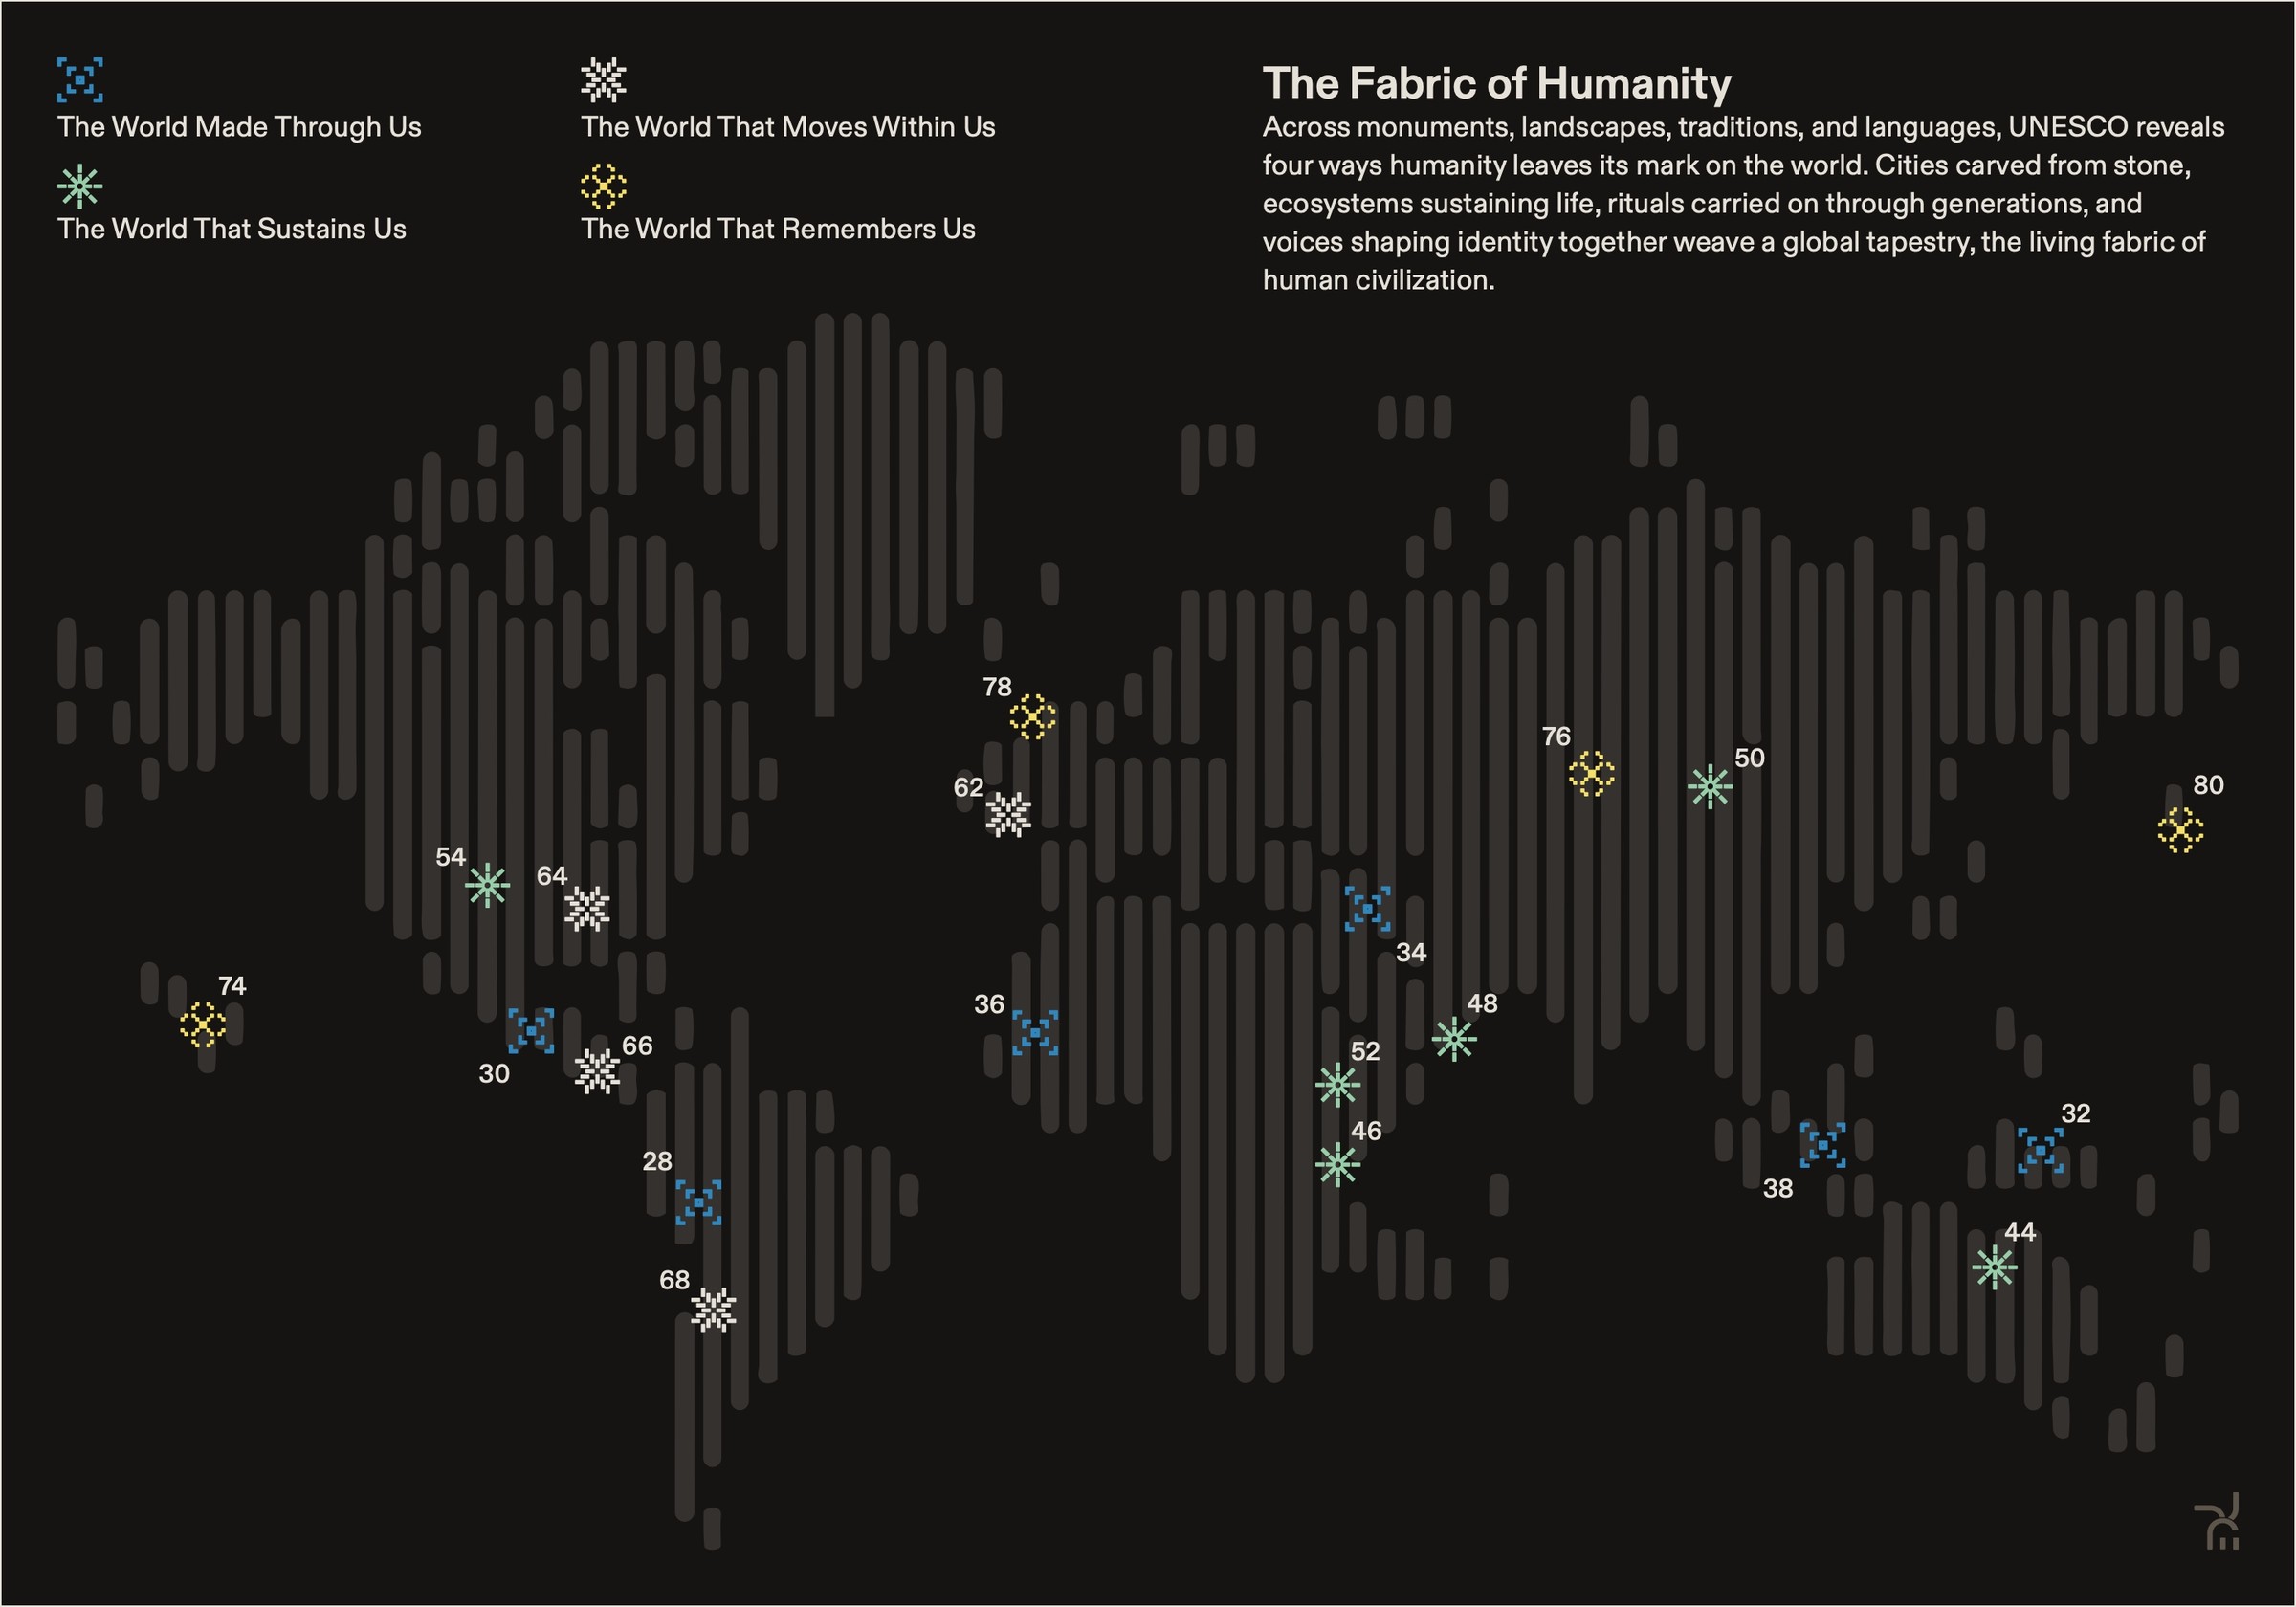 The World Made Through Us
The World That Moves Within Us
The World That Sustains Us
The World That Remembers Us
The Fabric of Humanity
Across monuments, landscapes, traditions, and languages, UNESCO reveals
four ways humanity leaves its mark on the world. Cities carved from stone,
ecosystems sustaining life, rituals carried on through generations, and
voices shaping identity together weave a global tapestry, the living fabric of
human civilization.
78
76
50
62
80
54
64
34
74
36
48
66
52
30
32
46
28
38
44
68